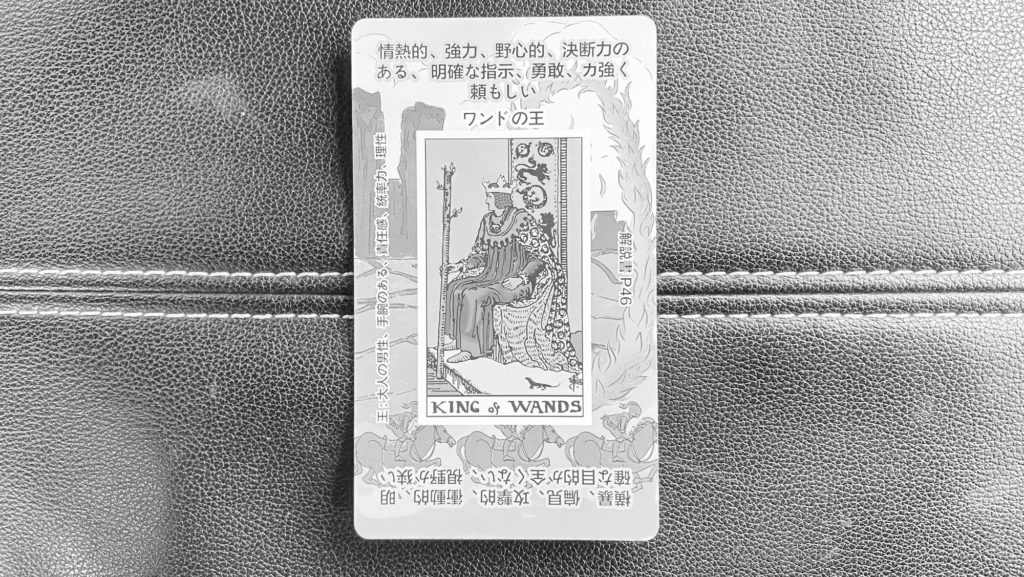 情熱的、強力、野心的、決断力の
ある、明確な指示、勇敢、力強く
頼もしい
ワンドの王
王：大人の男性、手腕のある、責任感、統率力、理性
解説書 P46
KING of WANDS
横暴、偏見、攻撃的、衝動的、明
確な目的が全くない、視野が狭い